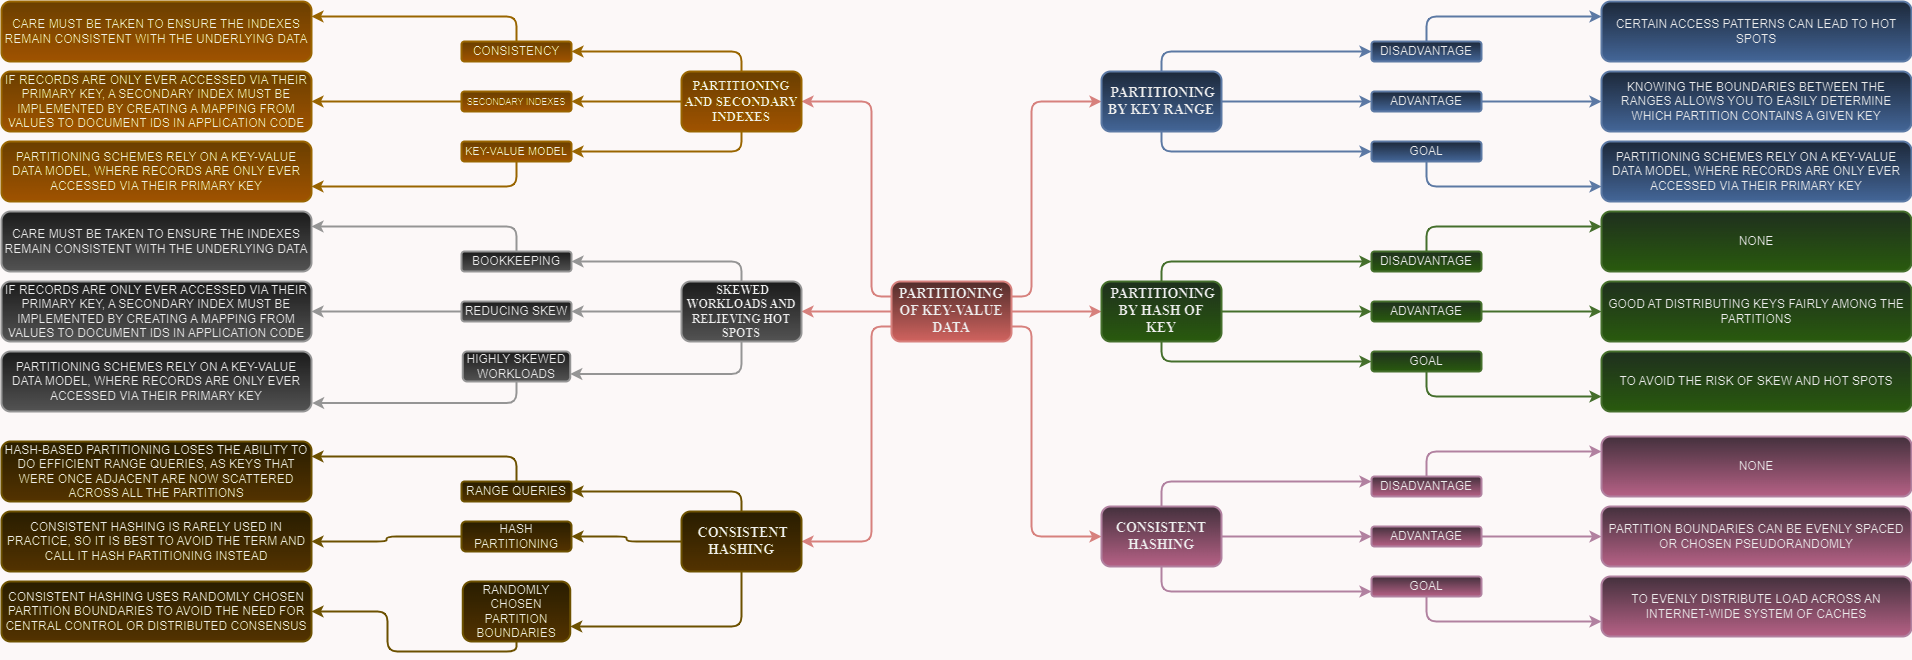 CARE MUST BE TAKEN TO ENSURE THE INDEXES
REMAIN CONSISTENT WITH THE UNDERLYING DATA
CONSISTENCY
IF RECORDS ARE ONLY EVER ACCESSED VIA THEIR
PRIMARY KEY, A SECONDARY INDEX MUST BE
IMPLEMENTED BY CREATING A MAPPING FROM
VALUES TO DOCUMENT IDS IN APPLICATION CODE
SECONDARY INDEXES
PARTITIONING
AND SECONDARY
INDEXES
PARTITIONING SCHEMES RELY ON A KEY-VALUE
DATA MODEL, WHERE RECORDS ARE ONLY EVER
ACCESSED VIA THEIR PRIMARY KEY
KEY-VALUE MODEL
CARE MUST BE TAKEN TO ENSURE THE INDEXES
REMAIN CONSISTENT WITH THE UNDERLYING DATA
BOOKKEEPING
IF RECORDS ARE ONLY EVER ACCESSED VIA THEIR
PRIMARY KEY, A SECONDARY INDEX MUST BE
IMPLEMENTED BY CREATING A MAPPING FROM
VALUES TO DOCUMENT IDS IN APPLICATION CODE
REDUCING SKEW
SKEWED
WORKLOADS AND
RELIEVING HOT
SPOTS
PARTITIONING SCHEMES RELY ON A KEY-VALUE
DATA MODEL, WHERE RECORDS ARE ONLY EVER
ACCESSED VIA THEIR PRIMARY KEY
HIGHLY SKEWED
WORKLOADS
HASH-BASED PARTITIONING LOSES THE ABILITY TO
DO EFFICIENT RANGE QUERIES, AS KEYS THAT
WERE ONCE ADJACENT ARE NOW SCATTERED
ACROSS ALL THE PARTITIONS
RANGE QUERIES
CONSISTENT HASHING IS RARELY USED IN
PRACTICE, SO IT IS BEST TO AVOID THE TERM AND
CALL IT HASH PARTITIONING INSTEAD
HASH
PARTITIONING
CONSISTENT
HASHING
CONSISTENT HASHING USES RANDOMLY CHOSEN
PARTITION BOUNDARIES TO AVOID THE NEED FOR
CENTRAL CONTROL OR DISTRIBUTED CONSENSUS
RANDOMLY
CHOSEN
PARTITION
BOUNDARIES
PARTITIONING
OF KEY-VALUE
DATA
PARTITIONING
BY KEY RANGE
DISADVANTAGE
CERTAIN ACCESS PATTERNS CAN LEAD TO HOT
SPOTS
ADVANTAGE
KNOWING THE BOUNDARIES BETWEEN THE
RANGES ALLOWS YOU TO EASILY DETERMINE
WHICH PARTITION CONTAINS A GIVEN KEY
GOAL
PARTITIONING SCHEMES RELY ON A KEY-VALUE
DATA MODEL, WHERE RECORDS ARE ONLY EVER
ACCESSED VIA THEIR PRIMARY KEY
PARTITIONING
BY HASH OF
KEY
DISADVANTAGE
NONE
ADVANTAGE
GOOD AT DISTRIBUTING KEYS FAIRLY AMONG THE
PARTITIONS
GOAL
TO AVOID THE RISK OF SKEW AND HOT SPOTS
CONSISTENT
HASHING
DISADVANTAGE
NONE
ADVANTAGE
PARTITION BOUNDARIES CAN BE EVENLY SPACED
OR CHOSEN PSEUDORANDOMLY
GOAL
TO EVENLY DISTRIBUTE LOAD ACROSS AN
INTERNET-WIDE SYSTEM OF CACHES